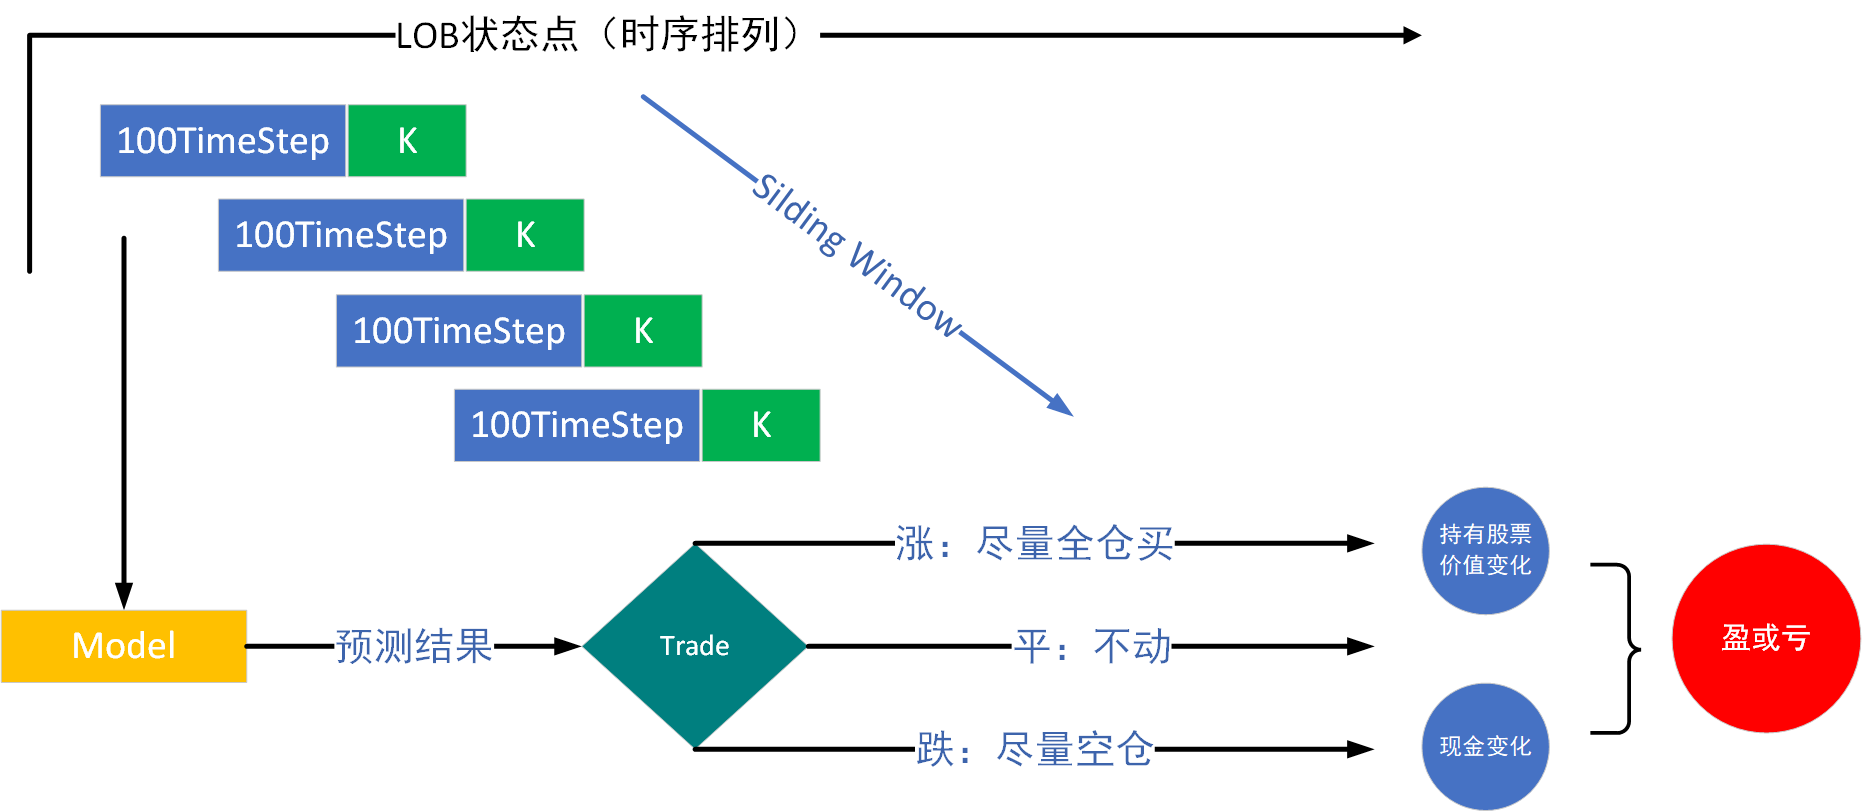 LOB状态点（时序排列）
100TimeStep K
100TimeStep K
100TimeStep K
100TimeStep K
Silding Window
涨：尽量全仓买
持有股票
价值变化
Model
预测结果
Trade
平：不动
盈或亏
跌：尽量空仓
现金变化